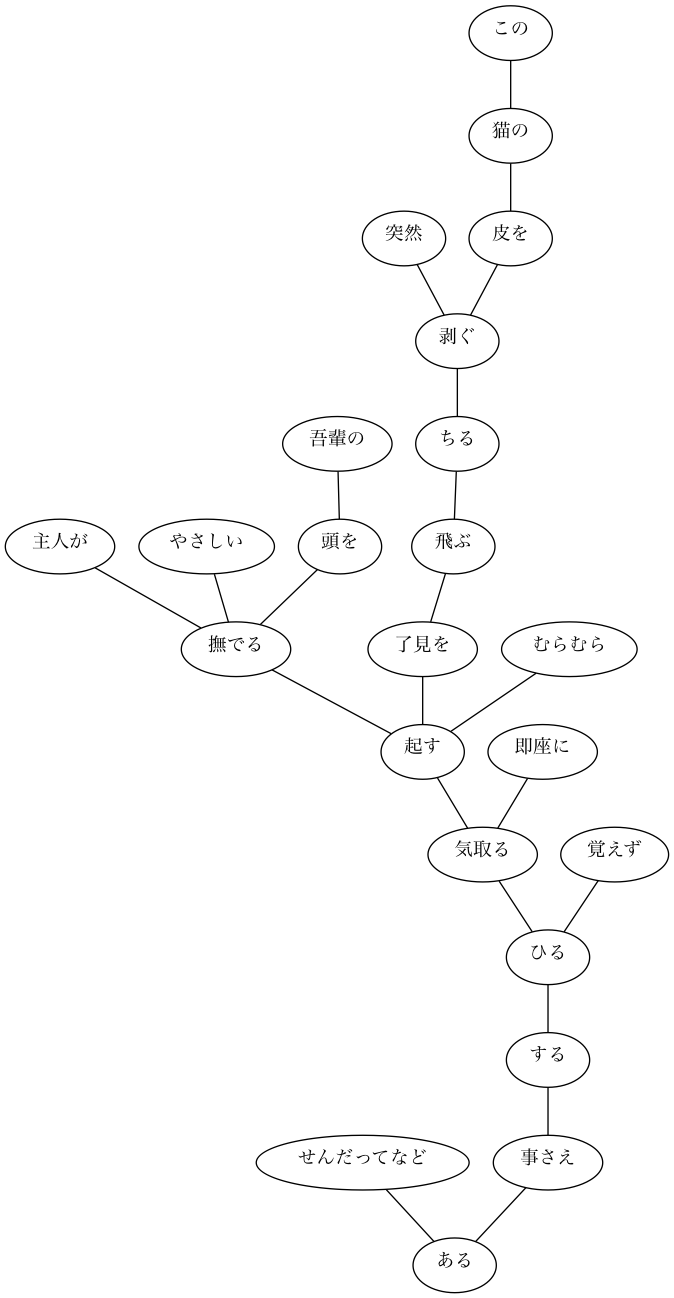 この
猫の
突然
皮を
剥ぐ
吾輩の
ちる
主人が
やさしい
頭を
飛ぶ
撫でる
了見を
むらむら
起す
即座に
気取る
覚えず
ひる
する
せんだってなど
事さえ
ある